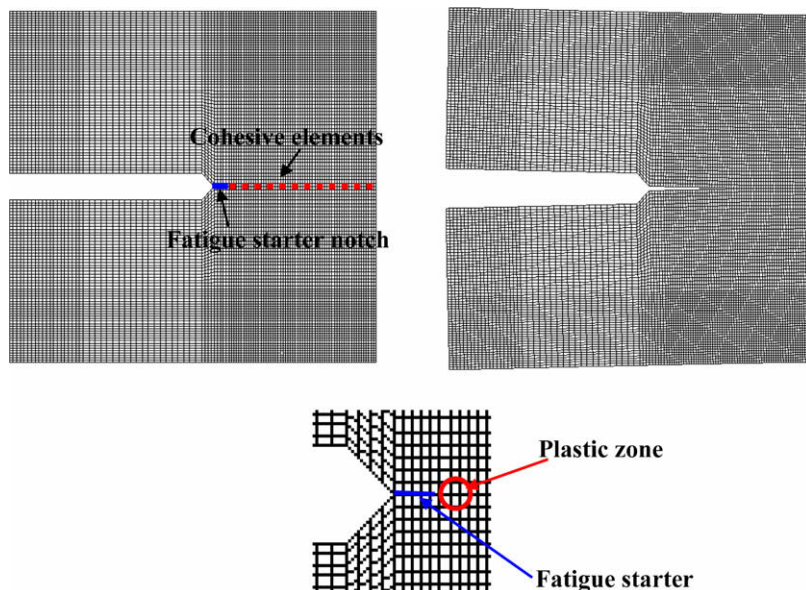 Cohesive elements
Fatigue starter notch
Plastic zone
Fatigue starter